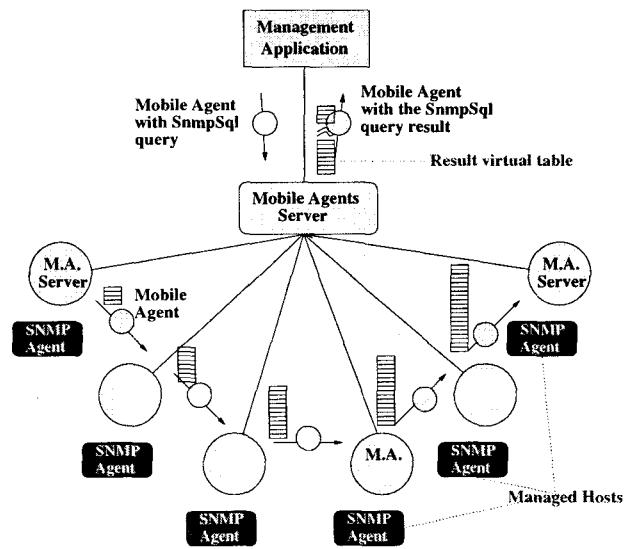 Management
Application
Mobile Agent
with SnmpSql
query
Mobile Agent
with the SnmpSql
query result
Result virtual table
Mobile Agents
Server
M.A.
Server
Mobile
Agent
M.A.
Server
SNMP
Agent
SNMP
Agent
SNMP
Agent
M.A.
SNMP
Agent
Managed Hosts
SNMP
Agent
SNMP
Agent